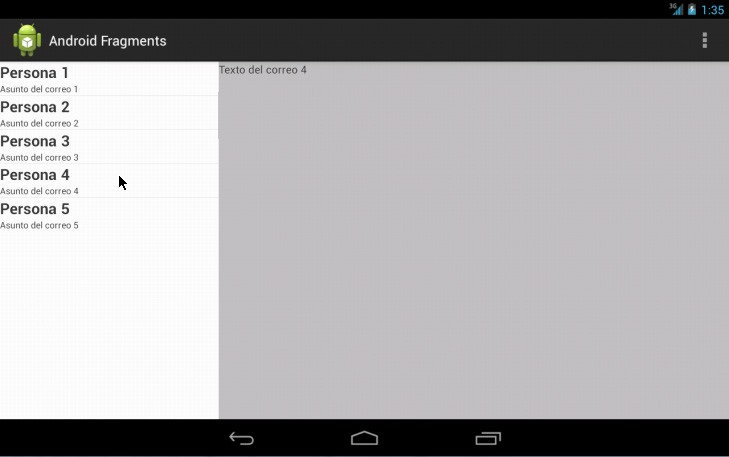 3G 1:35
Android Fragments
Persona 1
Asunto del correo 1
Persona 2
Asunto del correo 2
Persona 3
Asunto del correo 3
Persona 4
Asunto del correo 4
Persona 5
Asunto del correo 5
Texto del correo 4